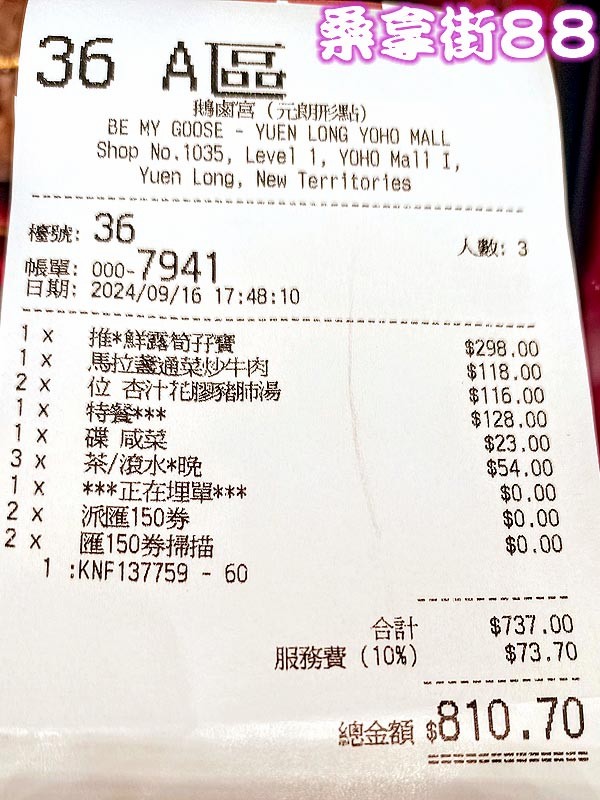 桑拿街88
36 A區
鵝鹵宮 (元朗形點)
BE MY GOOSE - YUEN LONG YOHO MALL
Shop No.1035, Level 1, YOHO Mall I,
Yuen Long, New Territories
檯號: 36
人數: 3
帳單: 000-7941
日期: 2024/09/16 17:48:10
1 x 推*鮮露筍孖寶 $298.00
1 x 馬拉盞通菜炒牛肉 $118.00
2 x 位 杏汁花膠豬肺湯 $116.00
1 x 特餐*** $128.00
1 x 碟 咸菜 $23.00
3 x 茶/滾水*晚 $54.00
1 x ***正在埋單*** $0.00
2 x 派匯150券 $0.00
2 x 匯150券掃描 $0.00
1 :KNF137759 - 60
合計 $737.00
服務費 (10%) $73.70
總金額 $810.70